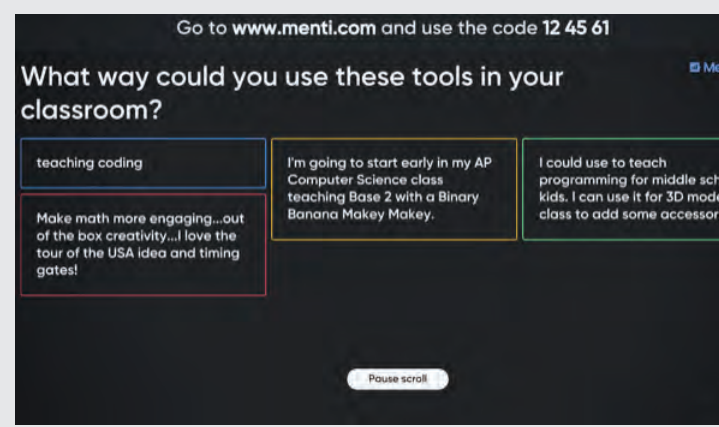 Go to www.menti.com and use the code 12 45 61
What way could you use these tools in your
classroom?
teaching coding
Make math more engaging...out
of the box creativity...I love the
tour of the USA idea and timing
gates!
I'm going to start early in my AP
Computer Science class
teaching Base 2 with a Binary
Banana Makey Makey.
I could use to teach
programming for middle
kids. I can use it for 3D
class to add some
Pause scroll